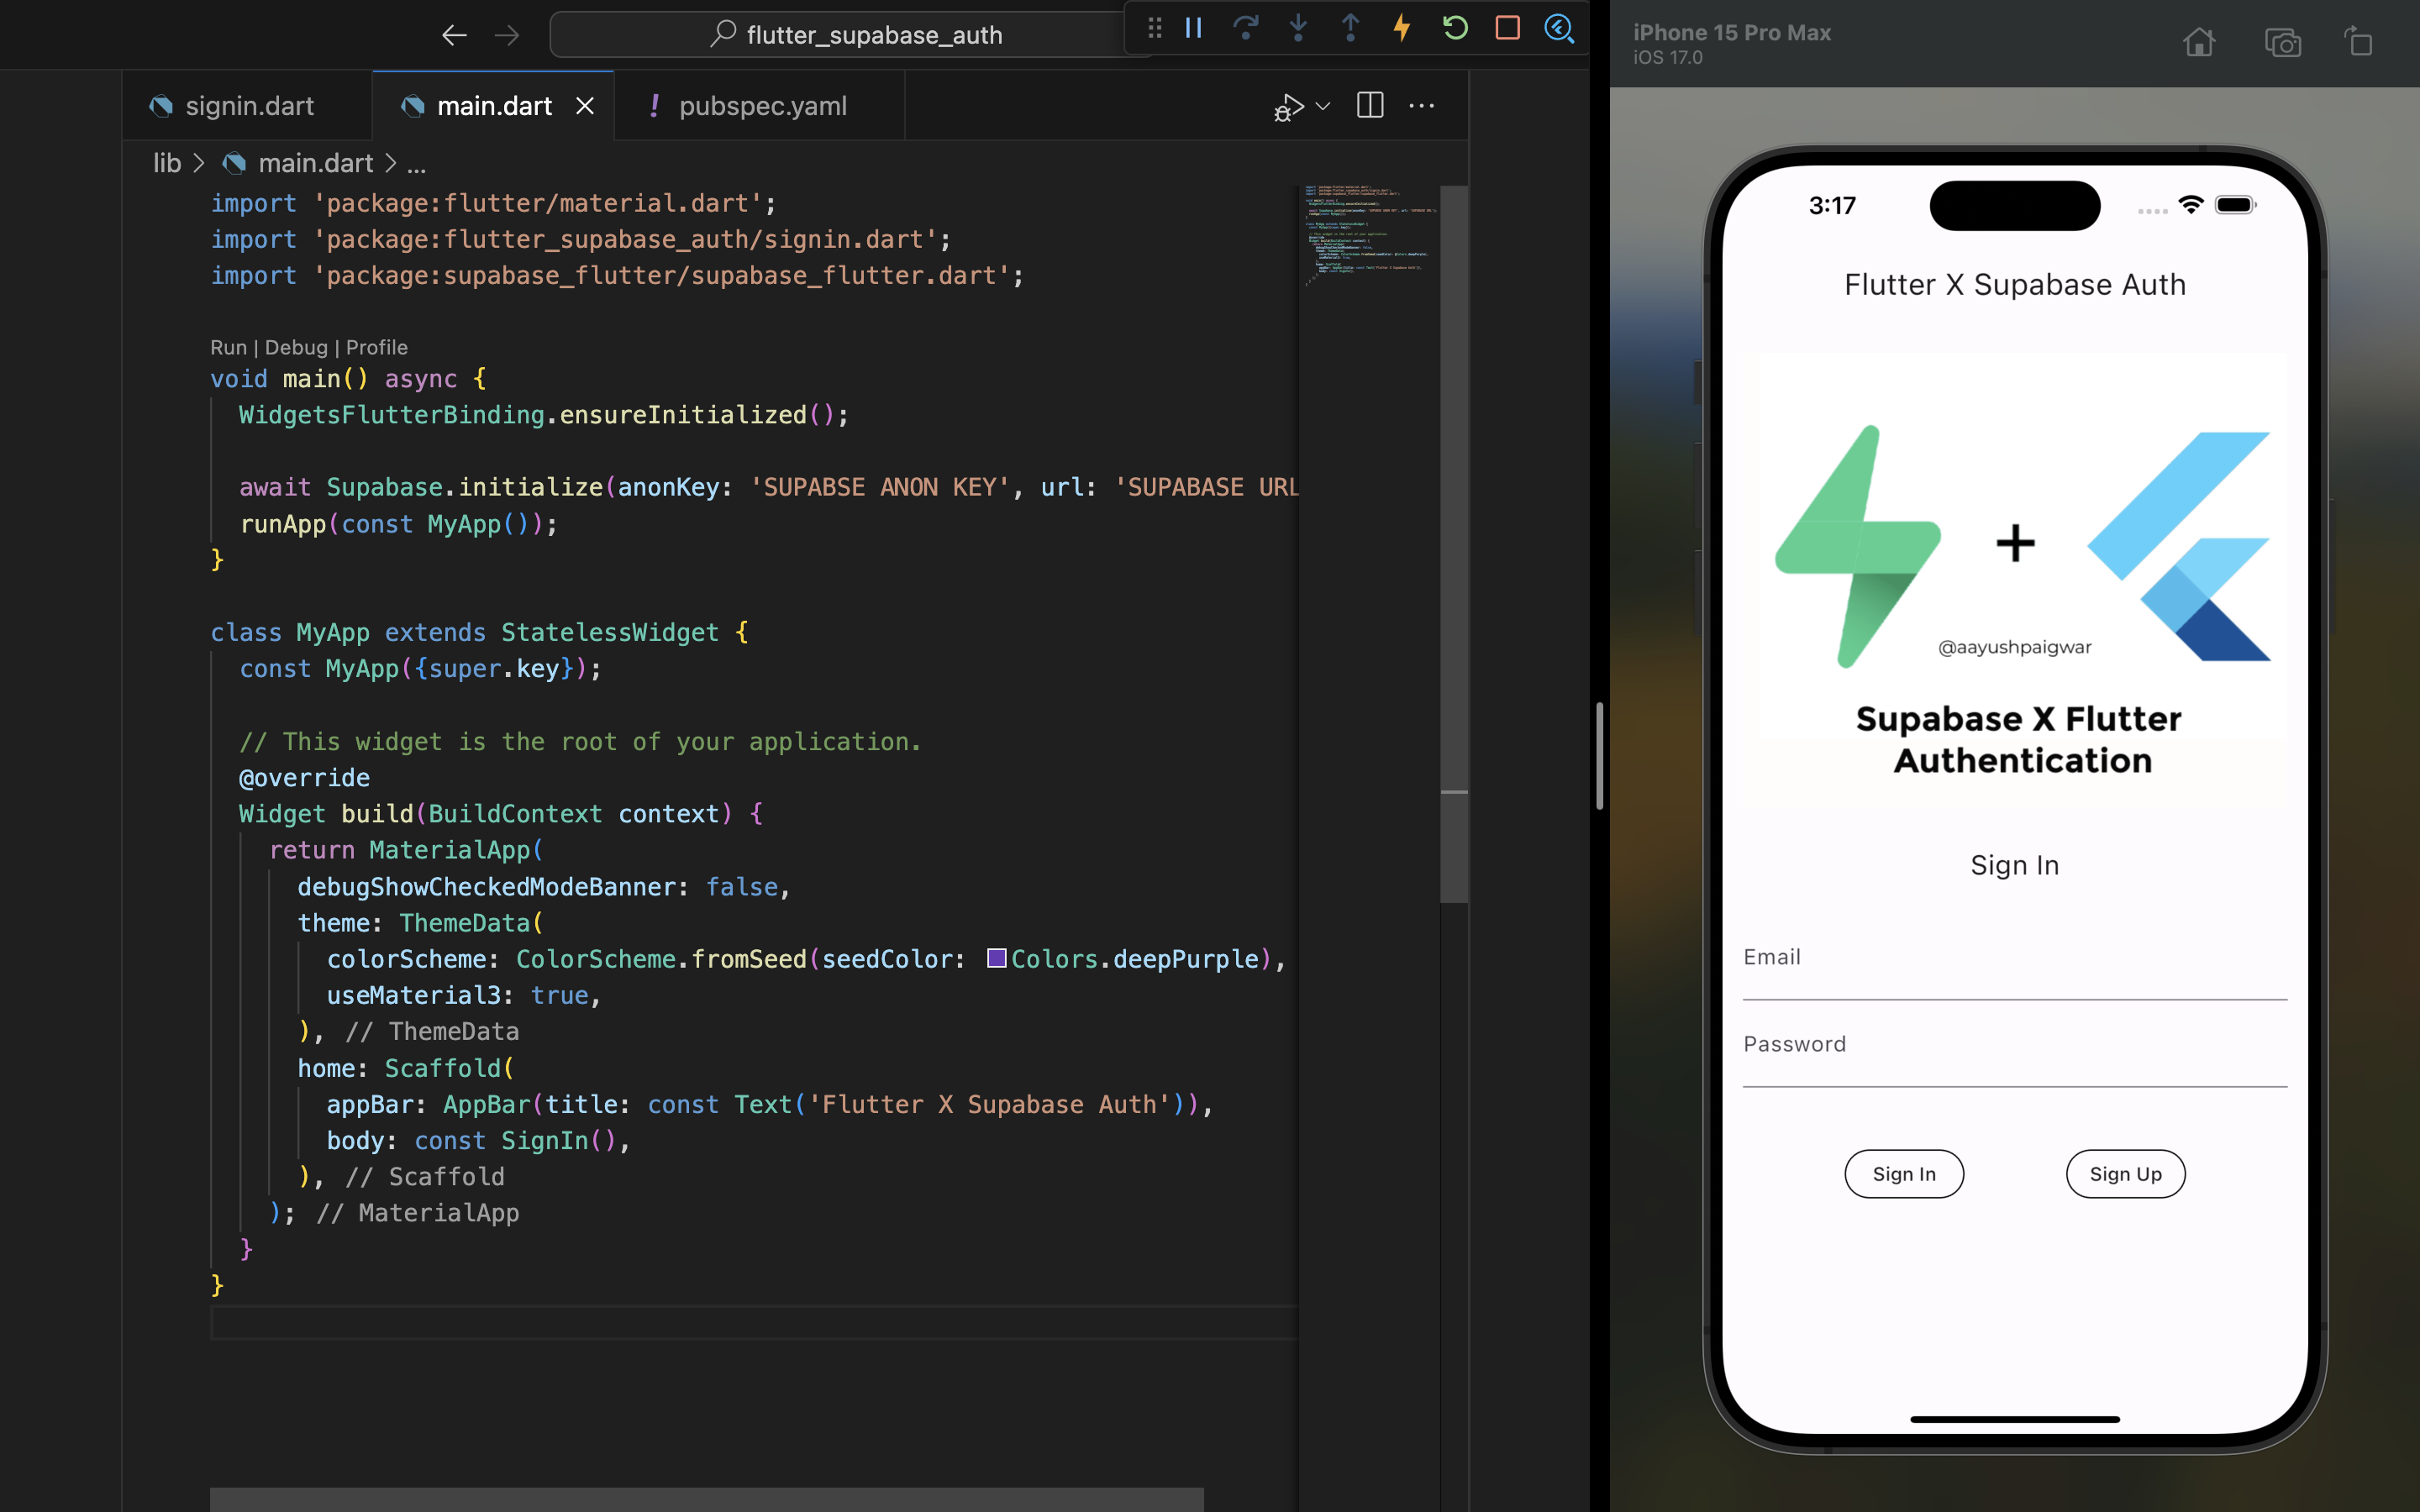 flutter_supabase_auth
signin.dart
main.dart
pubspec.yaml
lib > main.dart > ...
import 'package:flutter/material.dart';
import 'package:flutter_supabase_auth/signin.dart';
import 'package:supabase_flutter/supabase_flutter.dart';
Run | Debug | Profile
void main() async {
WidgetsFlutterBinding.ensureInitialized();
await Supabase.initialize(anonKey: 'SUPABSE ANON KEY', url: 'SUPABASE URL
runApp(const MyApp());
}
class MyApp extends StatelessWidget {
const MyApp({super.key});
// This widget is the root of your application.
@override
Widget build(BuildContext context) {
return MaterialApp(
debugShowCheckedModeBanner: false,
theme: ThemeData(
colorScheme: ColorScheme.fromSeed(seedColor: Colors.deepPurple),
useMaterial3: true,
), // ThemeData
home: Scaffold(
appBar: AppBar(title: const Text('Flutter X Supabase Auth')),
body: const SignIn(),
), // Scaffold
); // MaterialApp
}
}
iPhone 15 Pro Max
iOS 17.0
3:17
Flutter X Supabase Auth
+
@aayushpaigwar
Supabase X Flutter
Authentication
Sign In
Email
Password
Sign In
Sign Up